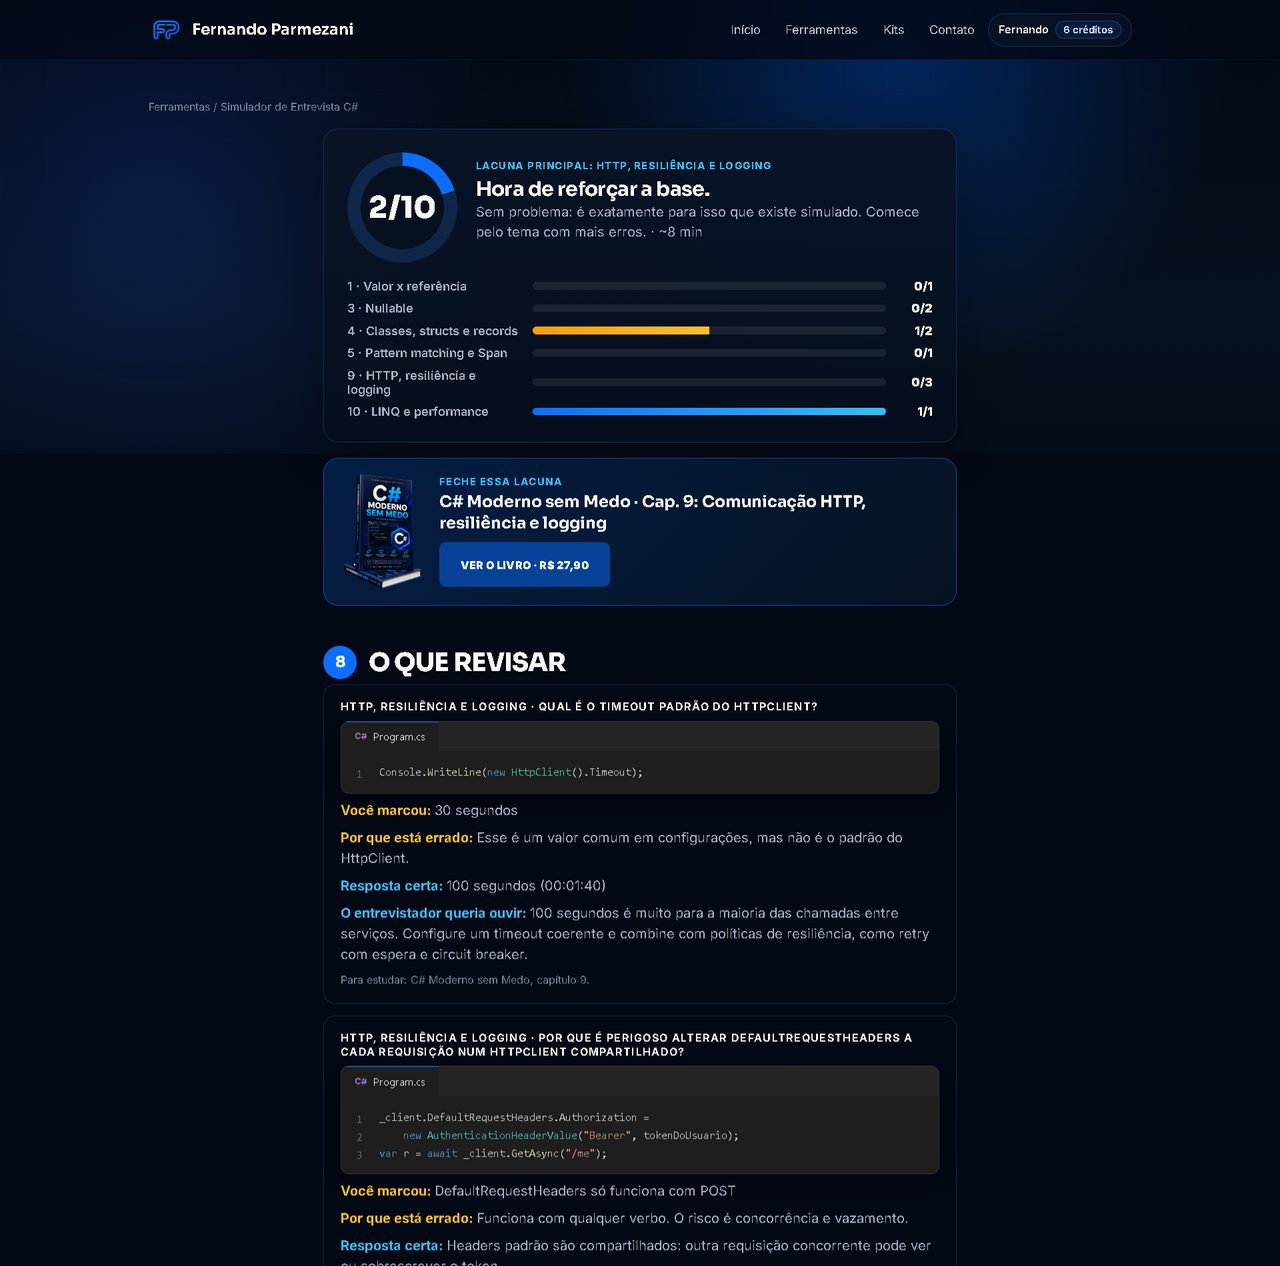 Fernando Parmezani
Início Ferramentas Kits Contato Fernando 6 créditos
Ferramentas / Simulador de Entrevista C#
2/10
LACUNA PRINCIPAL: HTTP, RESILIÊNCIA E LOGGING
Hora de reforçar a base.
Sem problema: é exatamente para isso que existe simulado. Comece
pelo tema com mais erros. · ~8 min
1 · Valor x referência 0/1
3 · Nullable 0/2
4 · Classes, structs e records 1/2
5 · Pattern matching e Span 0/1
9 · HTTP, resiliência e
logging 0/3
10 · LINQ e performance 1/1
C#
MODERNO
SEM MEDO
FECHE ESSA LACUNA
C# Moderno sem Medo · Cap. 9: Comunicação HTTP,
resiliência e logging
VER O LIVRO · R$ 27,90
8 O QUE REVISAR
HTTP, RESILIÊNCIA E LOGGING · QUAL É O TIMEOUT PADRÃO DO HTTPCLIENT?
C# Program.cs
1 Console.WriteLine(new HttpClient().Timeout);
Você marcou: 30 segundos
Por que está errado: Esse é um valor comum em configurações, mas não é o padrão do
HttpClient.
Resposta certa: 100 segundos (00:01:40)
O entrevistador queria ouvir: 100 segundos é muito para a maioria das chamadas entre
serviços. Configure um timeout coerente e combine com políticas de resiliência, como retry
com espera e circuit breaker.
Para estudar: C# Moderno sem Medo, capítulo 9.
HTTP, RESILIÊNCIA E LOGGING · POR QUE É PERIGOSO ALTERAR DEFAULTREQUESTHEADERS A
CADA REQUISIÇÃO NUM HTTPCLIENT COMPARTILHADO?
C# Program.cs
1 _client.DefaultRequestHeaders.Authorization =
2 new AuthenticationHeaderValue("Bearer", tokenDoUsuario);
3 var r = await _client.GetAsync("/me");
Você marcou: DefaultRequestHeaders só funciona com POST
Por que está errado: Funciona com qualquer verbo. O risco é concorrência e vazamento.
Resposta certa: Headers padrão são compartilhados: outra requisição concorrente pode ver
ou sobrescrever o token.